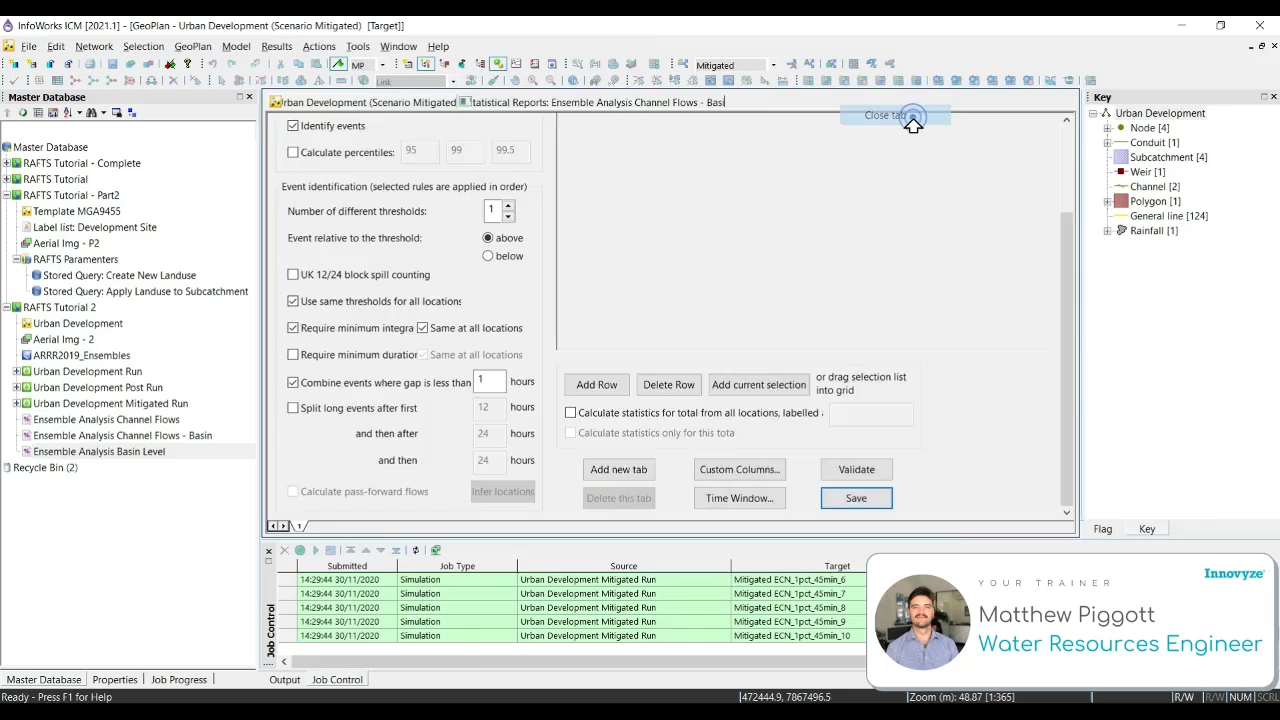 InfoWorks ICM [2021.1] - [GeoPlan - Urban Development (Scenario Mitigated)  [Target]]
File Edit Network Selection GeoPlan Model Results Actions Tools Window Help
MP
Mitigated
Link
Master Database
Master Database
RAFTS Tutorial - Complete
RAFTS Tutorial
RAFTS Tutorial - Part2
Template MGA9455
Label list: Development Site
Aerial Img - P2
RAFTS Paramenters
Stored Query: Create New Landuse
Stored Query: Apply Landuse to Subcatchment
RAFTS Tutorial 2
Urban Development
Aerial Img - 2
ARRR2019_Ensembles
Urban Development Run
Urban Development Post Run
Urban Development Mitigated Run
Ensemble Analysis Channel Flows
Ensemble Analysis Channel Flows - Basin
Ensemble Analysis Basin Level
Recycle Bin (2)
Master Database Properties Job Progress
rban Development (Scenario Mitigated tatistical Reports: Ensemble Analysis Channel Flows - Basi
Close tab
Identify events
Calculate percentiles: 95 99 99.5
Event identification (selected rules are applied in order)
Number of different thresholds: 1
Event relative to the threshold: above
below
UK 12/24 block spill counting
Use same thresholds for all locations
Require minimum integra Same at all locations
Require minimum duration Same at all locations
Combine events where gap is less than 1 hours
Split long events after first 12 hours
and then after 24 hours
and then 24 hours
Calculate pass-forward flows Infer locations
Add Row Delete Row Add current selection or drag selection list
into grid
Calculate statistics for total from all locations, labelled a
Calculate statistics only for this tota
Add new tab Custom Columns... Validate
Delete this tab Time Window... Save
1
Key
Urban Development
Node [4]
Conduit [1]
Subcatchment [4]
Weir [1]
Channel [2]
Polygon [1]
General line [124]
Rainfall [1]
Flag Key
Job Control
Submitted Job Type Source Target
14:29:44 30/11/2020 Simulation Urban Development Mitigated Run Mitigated ECN_1pct_45min_6
14:29:44 30/11/2020 Simulation Urban Development Mitigated Run Mitigated ECN_1pct_45min_7
14:29:44 30/11/2020 Simulation Urban Development Mitigated Run Mitigated ECN_1pct_45min_8
14:29:44 30/11/2020 Simulation Urban Development Mitigated Run Mitigated ECN_1pct_45min_9
14:29:44 30/11/2020 Simulation Urban Development Mitigated Run Mitigated ECN_1pct_45min_10
Output Job Control
Innovyze
YOUR TRAINER
Matthew Piggott
Water Resources Engineer
Ready - Press F1 for Help 472444.9, 7867496.5 Zoom (m): 48.87 [1:365] R/W R/W NUM SCRL